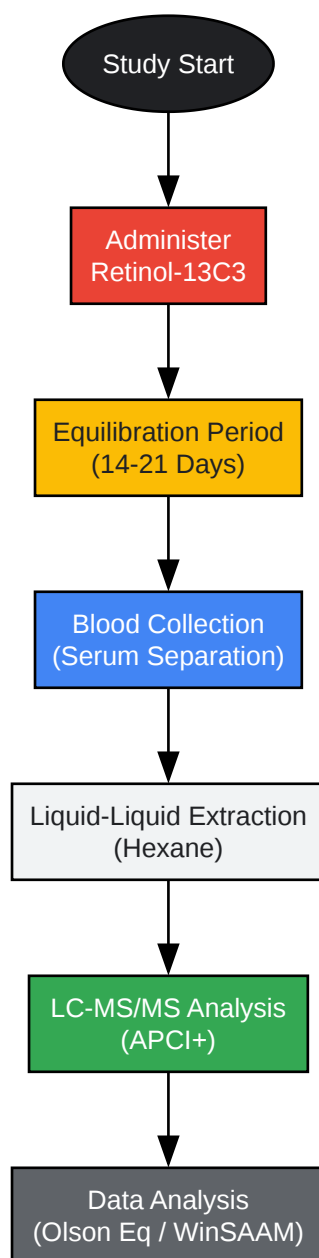 Study Start
Administer
Retinol-13C3
Equilibration Period
(14-21 Days)
Blood Collection
(Serum Separation)
Liquid-Liquid Extraction
(Hexane)
LC-MS/MS Analysis
(APCI+)
Data Analysis
(Olson Eq / WinSAAM)